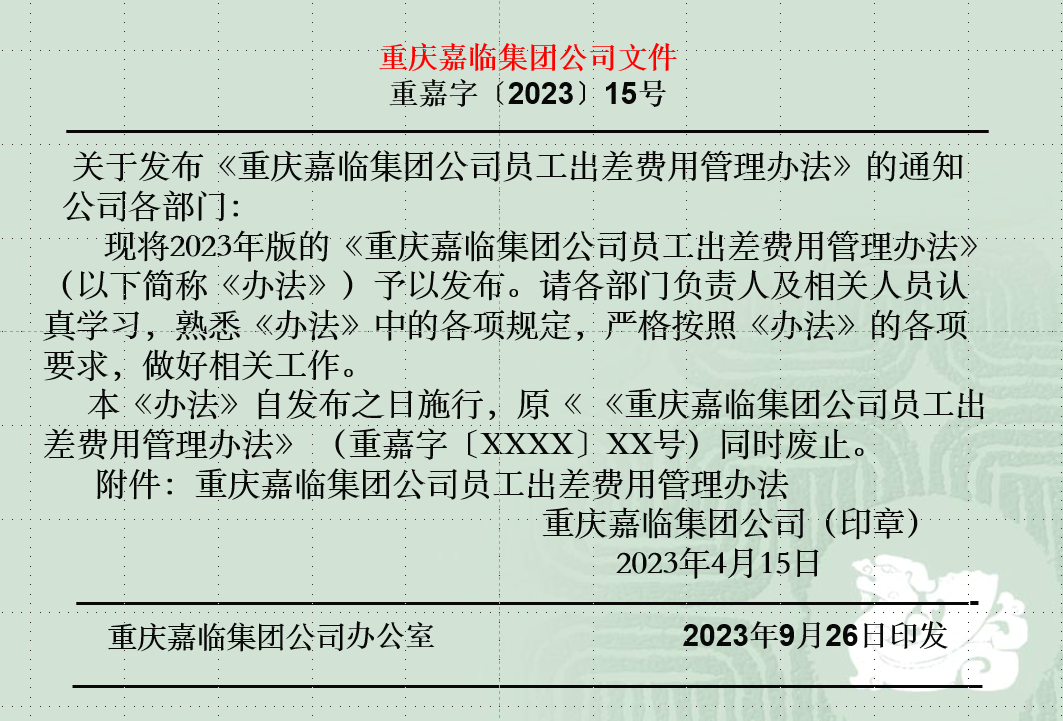 重庆嘉临集团公司文件
重嘉字〔2023〕15号
关于发布《重庆嘉临集团公司员工出差费用管理办法》的通知
公司各部门：
现将2023年版的《重庆嘉临集团公司员工出差费用管理办法》
（以下简称《办法》）予以发布。请各部门负责人及相关人员认
真学习，熟悉《办法》中的各项规定，严格按照《办法》的各项
要求，做好相关工作。
本《办法》自发布之日施行，原《 《重庆嘉临集团公司员工出
差费用管理办法》 （重嘉字〔XXXX〕XX号）同时废止。
附件：重庆嘉临集团公司员工出差费用管理办法
重庆嘉临集团公司（印章）
2023年4月15日
重庆嘉临集团公司办公室 2023年9月26日印发